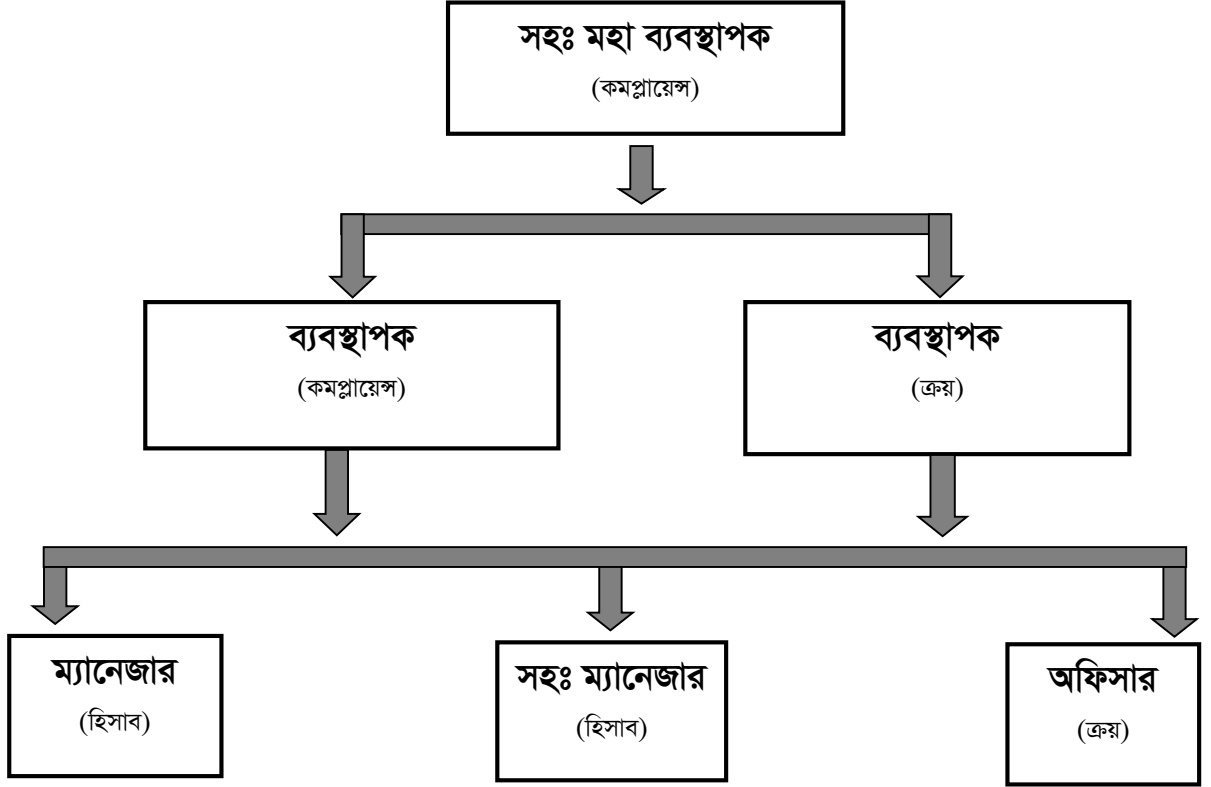 সহঃ মহা ব্যবস্থাপক
(কমপ্লায়েন্স)
ব্যবস্থাপক
(কমপ্লায়েন্স)
ব্যবস্থাপক
(ক্রয়)
ম্যানেজার
(হিসাব)
সহঃ ম্যানেজার
(হিসাব)
অফিসার
(ক্রয়)